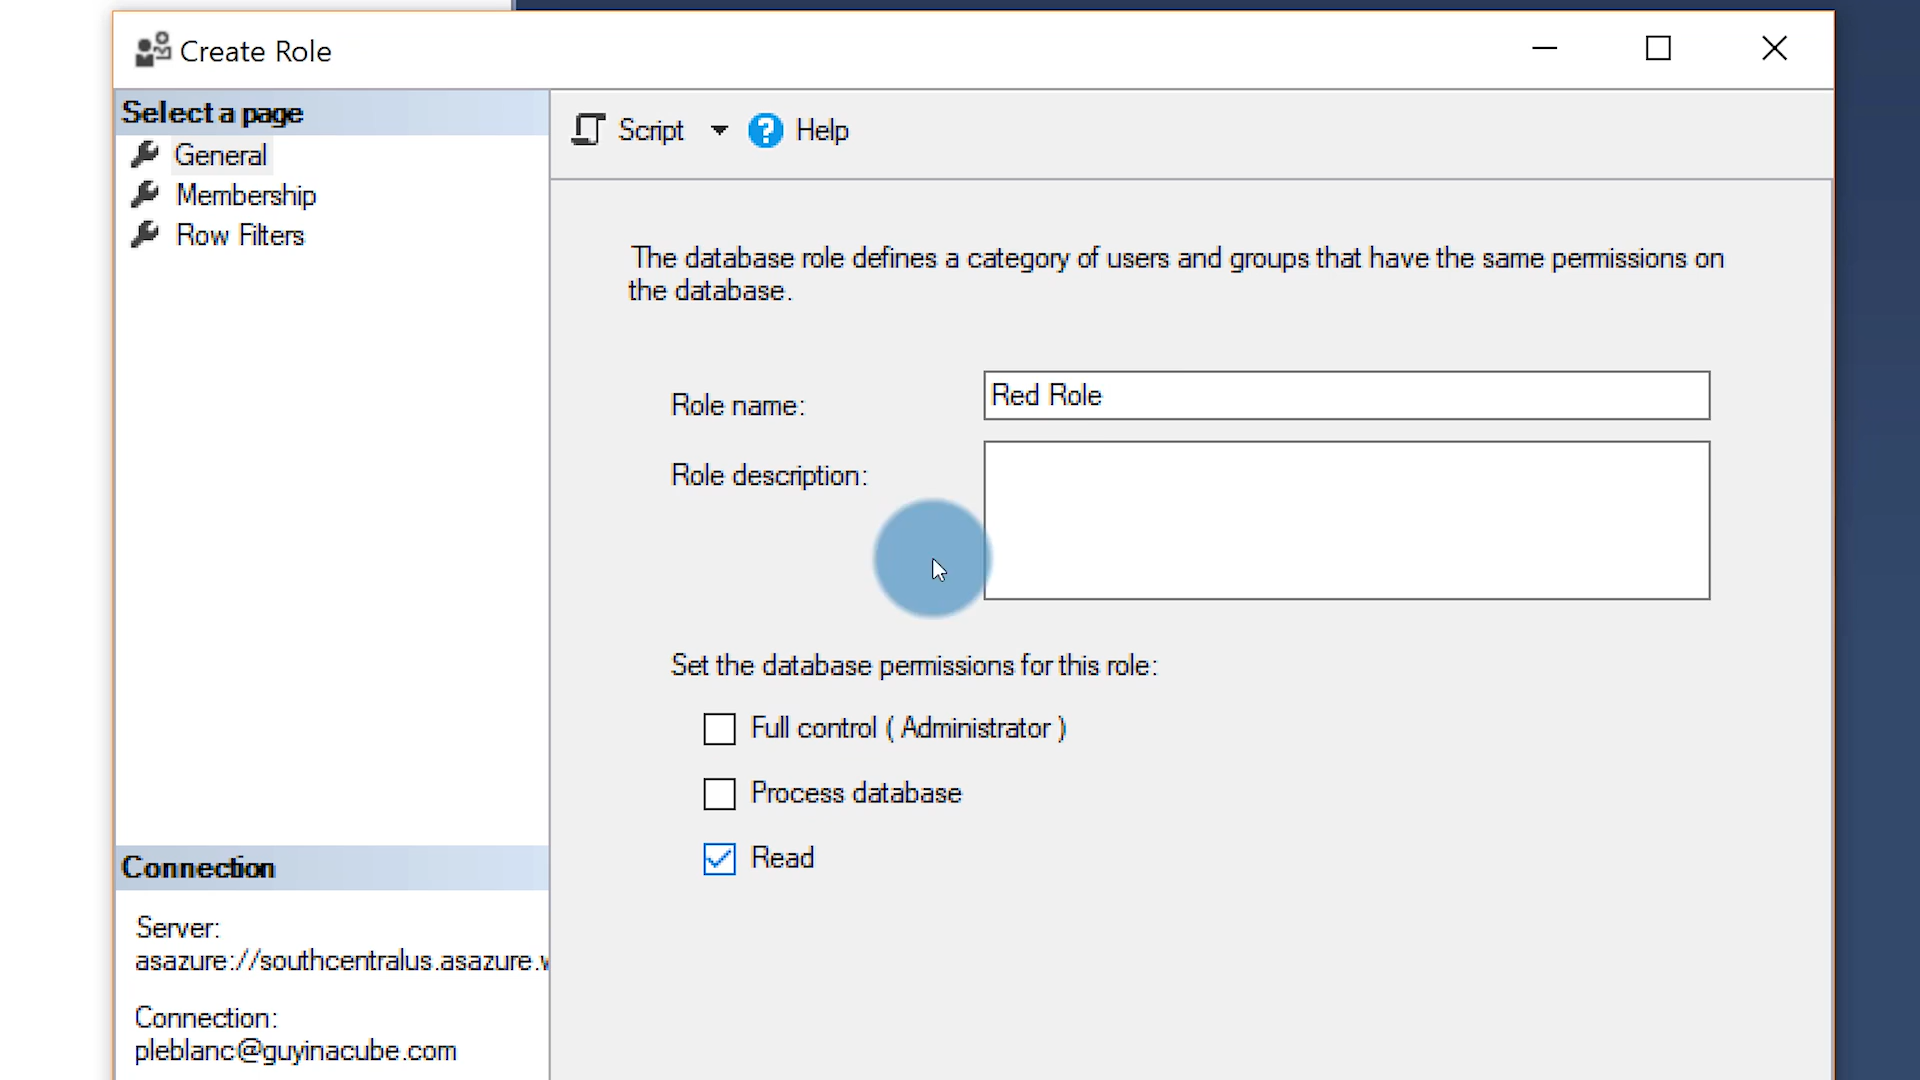 Create Role
Select a page
General
Membership
Row Filters
Script
Help
The database role defines a category of users and groups that have the same permissions on
the database.
Role name:
Red Role
Role description:
Set the database permissions for this role:
Full control ( Administrator )
Process database
Read
Connection
Server:
asazure://southcentralus.asazure.w
Connection:
pleblanc@guyinacube.com